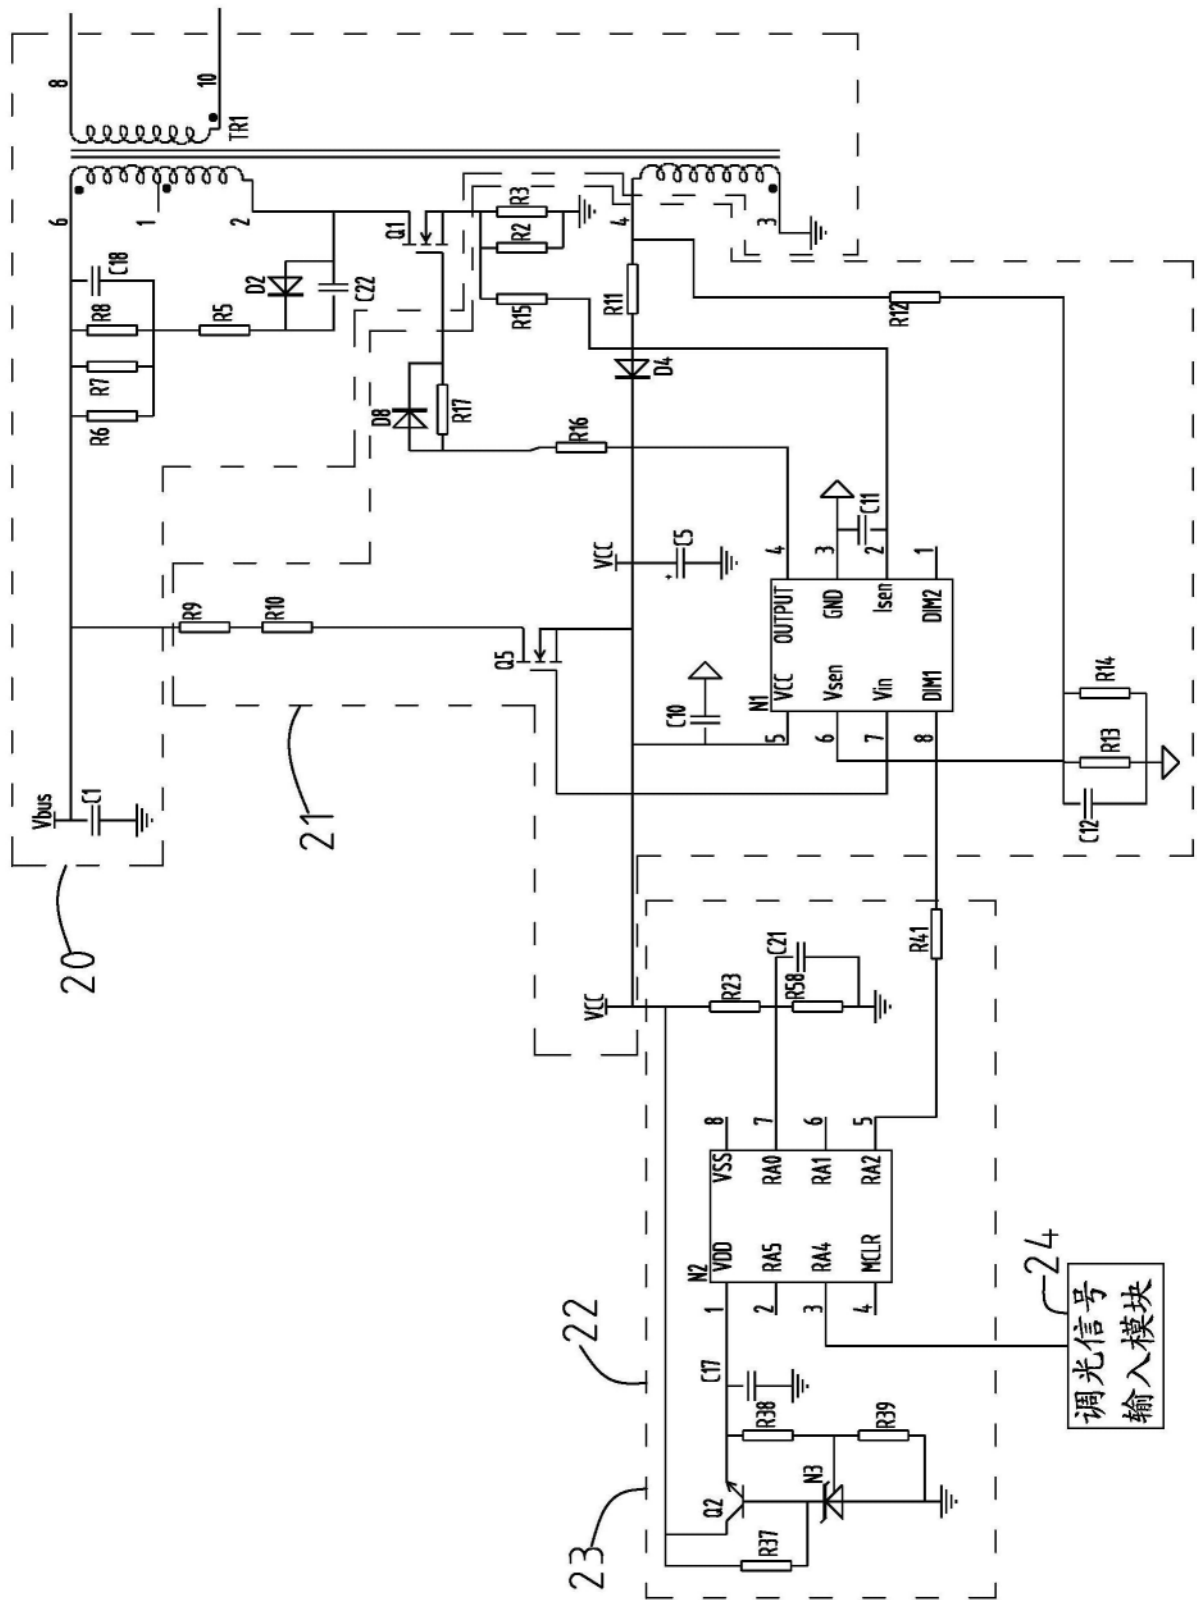 8
10
TR1
6
1
2
C18
R8
R7
R6
R5
D2
C22
Q1
R3
R2
R15
4
3
R11
D4
R12
D8
R17
R16
R9
R10
Q5
VCC
C5
+
C11
4
3
2
1
OUTPUT
GND
Isen
DIM2
N1
VCC
Vsen
Vin
DIM1
5
6
7
8
C10
R14
R13
C12
Vbus
C1
20
21
VCC
R23
R58
C21
R41
8
7
6
5
VSS
RA0
RA1
RA2
N2
VDD
RA5
RA4
MCLR
1
2
3
4
C17
R38
R39
Q2
N3
R37
22
23
24
调光信号
输入模块